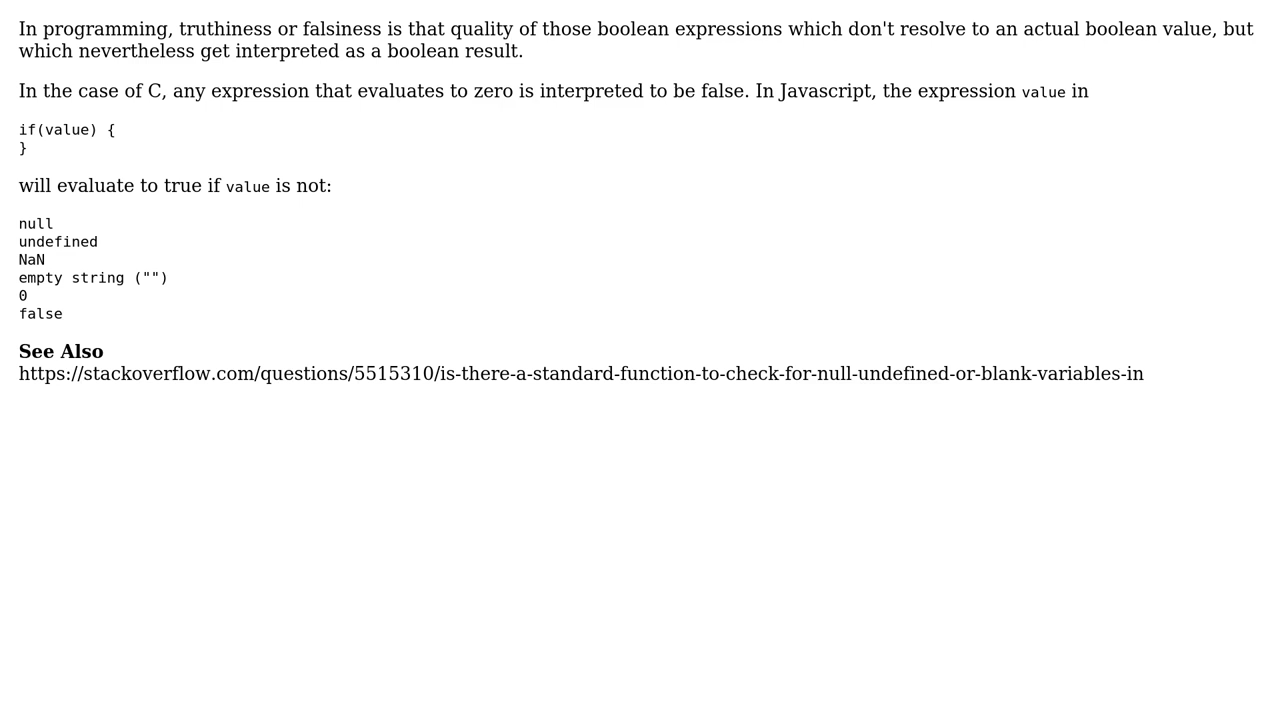 In programming, truthiness or falsiness is that quality of those boolean expressions which don't resolve to an actual boolean value, but
which nevertheless get interpreted as a boolean result.
In the case of C, any expression that evaluates to zero is interpreted to be false. In Javascript, the expression value in
if(value) {
}
will evaluate to true if value is not:
null
undefined
NaN
empty string ("")
0
false
See Also
https://stackoverflow.com/questions/5515310/is-there-a-standard-function-to-check-for-null-undefined-or-blank-variables-in